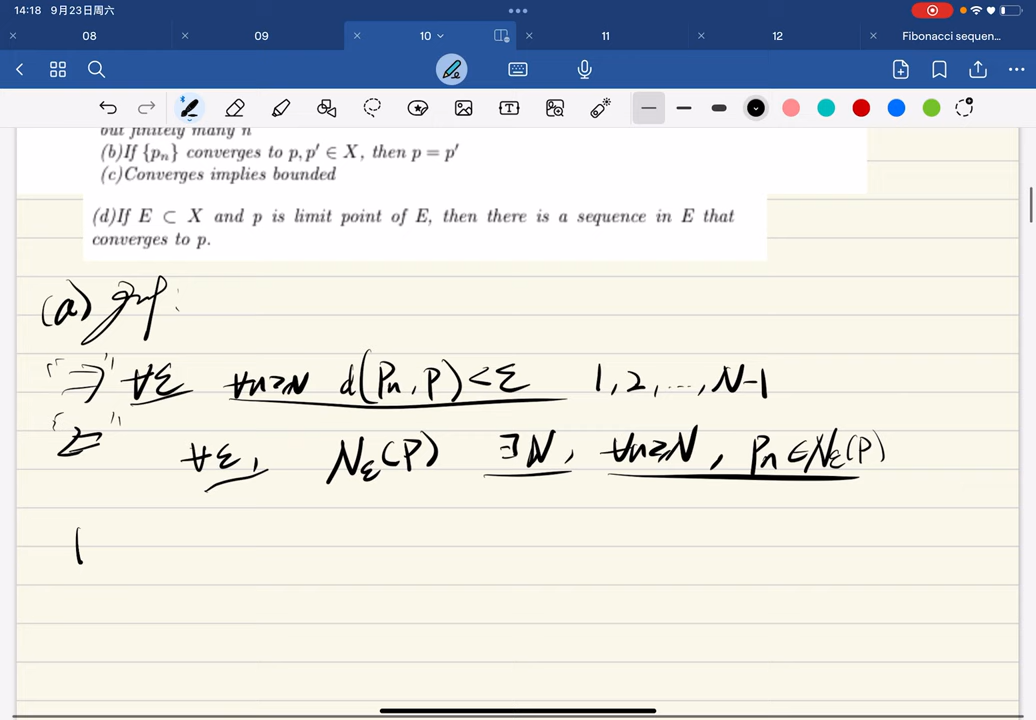 14:18 9月23日周六
08 09 10 11 12 Fibonacci sequen...
but finitely many n
(b)If {pₙ} converges to p, p′ ∈ X, then p = p′
(c)Converges implies bounded
(d)If E ⊂ X and p is limit point of E, then there is a sequence in E that
converges to p.
(a) :
"⇒" ∀ε ∀n≥N d(Pn, P) < ε 1, 2, ..., N-1
"⇐" ∀ε, Nε(P) ∃N, ∀n≥N, Pn ∈ Nε(P)